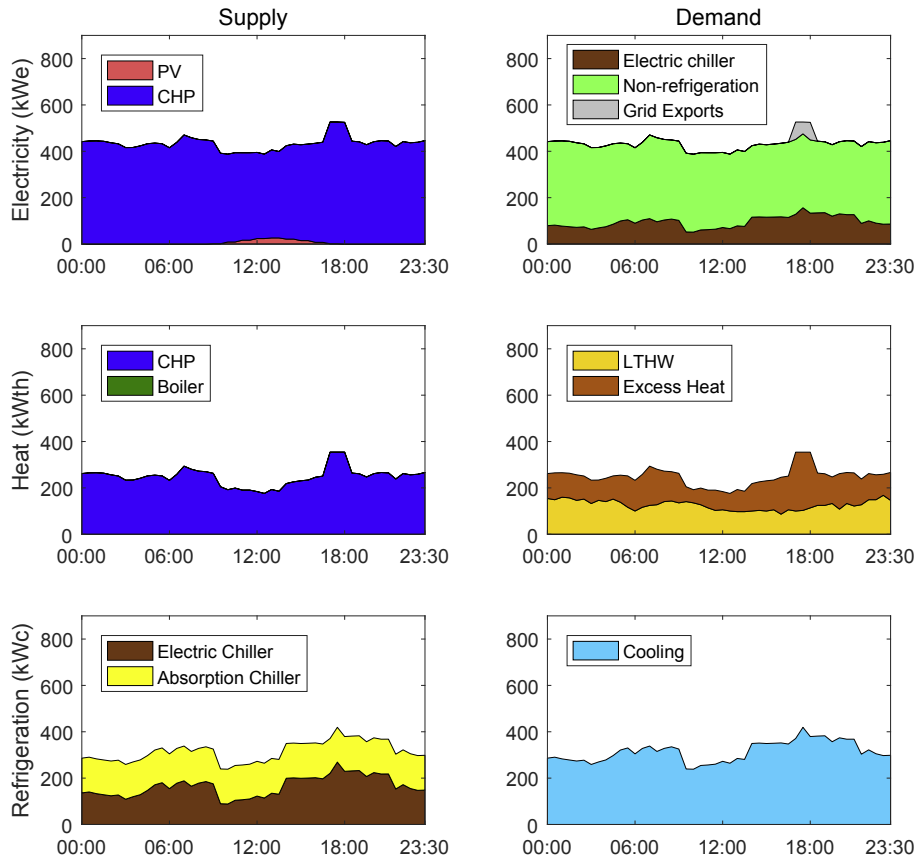 Supply
Demand
Electricity (kWe)
800
600
400
200
0
PV
CHP
00:00 06:00 12:00 18:00 23:30
800
600
400
200
0
Electric chiller
Non-refrigeration
Grid Exports
00:00 06:00 12:00 18:00 23:30
Heat (kWth)
800
600
400
200
0
CHP
Boiler
00:00 06:00 12:00 18:00 23:30
800
600
400
200
0
LTHW
Excess Heat
00:00 06:00 12:00 18:00 23:30
Refrigeration (kWc)
800
600
400
200
0
Electric Chiller
Absorption Chiller
00:00 06:00 12:00 18:00 23:30
800
600
400
200
0
Cooling
00:00 06:00 12:00 18:00 23:30